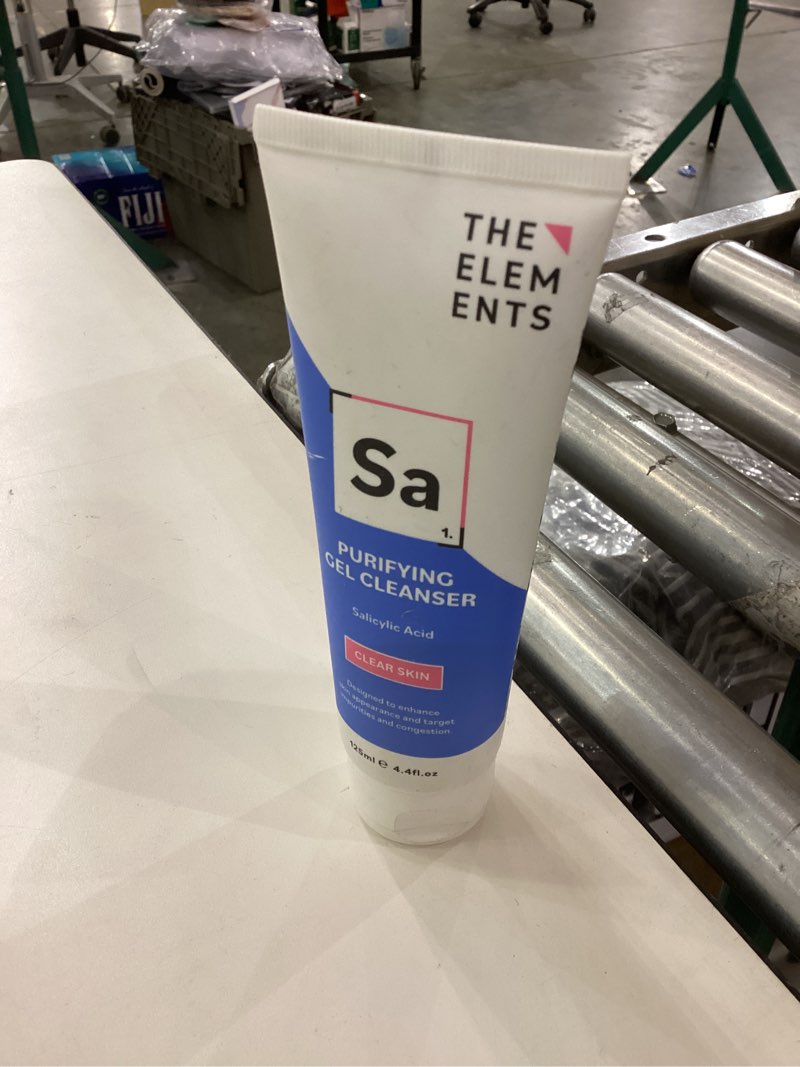 FIJI
THE
ELEM
ENTS
Sa
1.
PURIFYING
GEL CLEANSER
Salicylic Acid
CLEAR SKIN
Designed to enhance
skin appearance and target
impurities and congestion.
125ml ℮ 4.4fl.oz